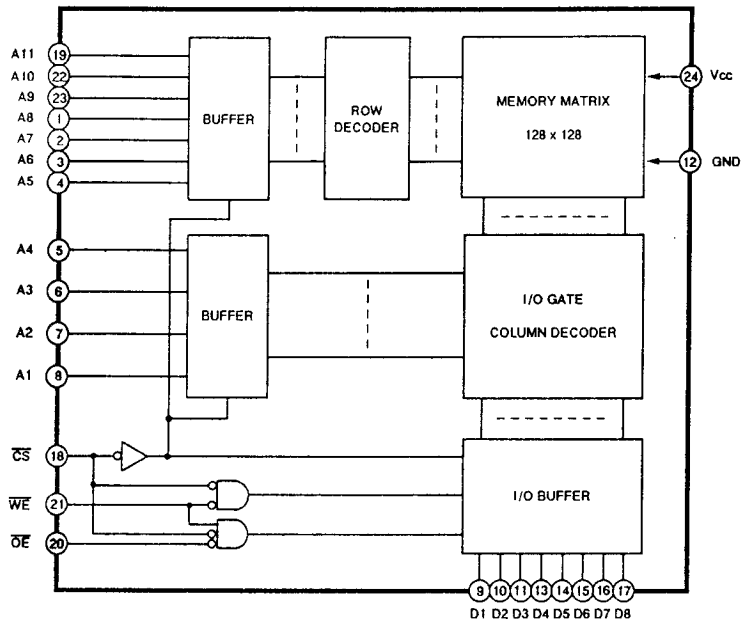 A11 19
A10 22
A9 23
A8 1
A7 2
A6 3
A5 4
BUFFER
ROW
DECODER
MEMORY MATRIX
128 x 128
24 Vcc
12 GND
A4 5
A3 6
A2 7
A1 8
BUFFER
I/O GATE
COLUMN DECODER
C̅S̅ 18
W̅E̅ 21
O̅E̅ 20
I/O BUFFER
9 10 11 13 14 15 16 17
D1 D2 D3 D4 D5 D6 D7 D8